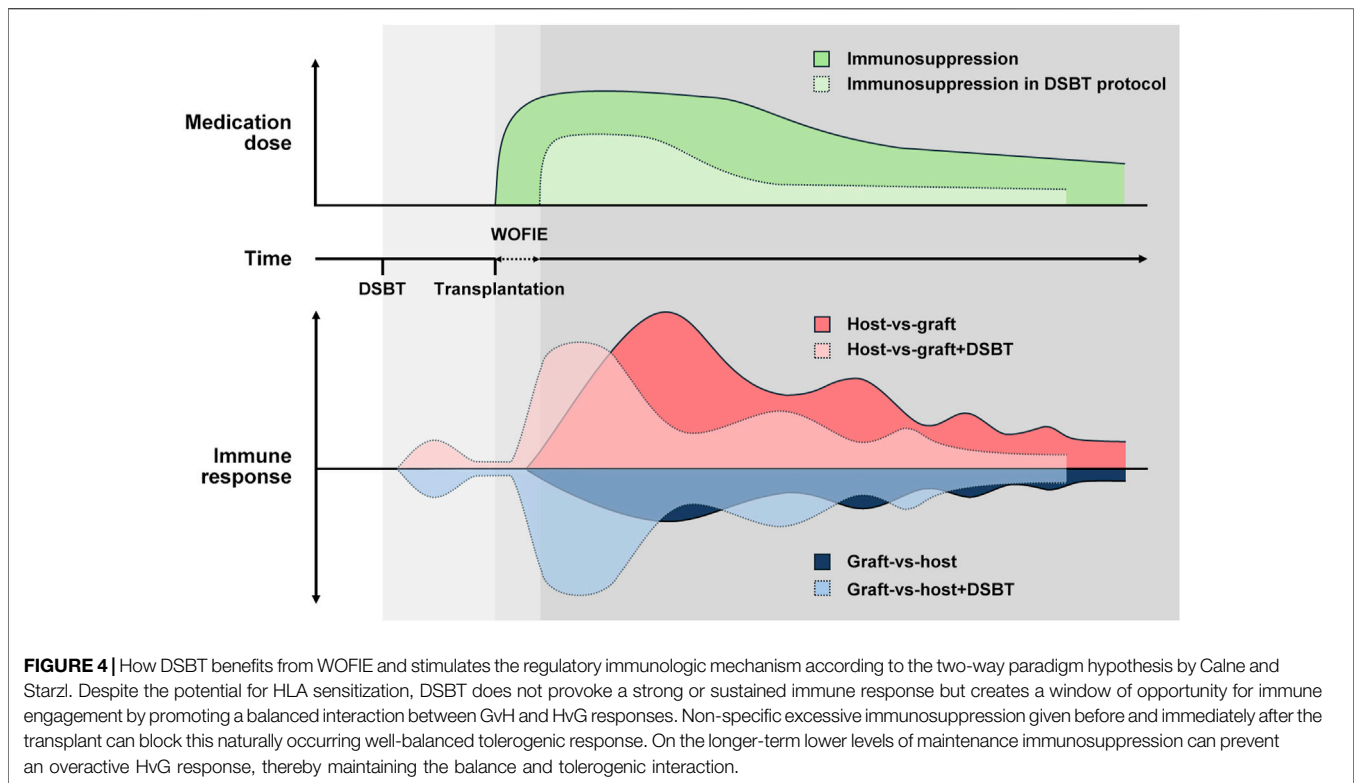 Immunosuppression
Immunosuppression in DSBT protocol
Medication
dose
WOFIE
Time
DSBT
Transplantation
Host-vs-graft
Host-vs-graft+DSBT
Immune
response
Graft-vs-host
Graft-vs-host+DSBT
FIGURE 4 | How DSBT benefits from WOFIE and stimulates the regulatory immunologic mechanism according to the two-way paradigm hypothesis by Calne and
Starzl. Despite the potential for HLA sensitization, DSBT does not provoke a strong or sustained immune response but creates a window of opportunity for immune
engagement by promoting a balanced interaction between GvH and HvG responses. Non-specific excessive immunosuppression given before and immediately after the
transplant can block this naturally occurring well-balanced tolerogenic response. On the longer-term lower levels of maintenance immunosuppression can prevent
an overactive HvG response, thereby maintaining the balance and tolerogenic interaction.